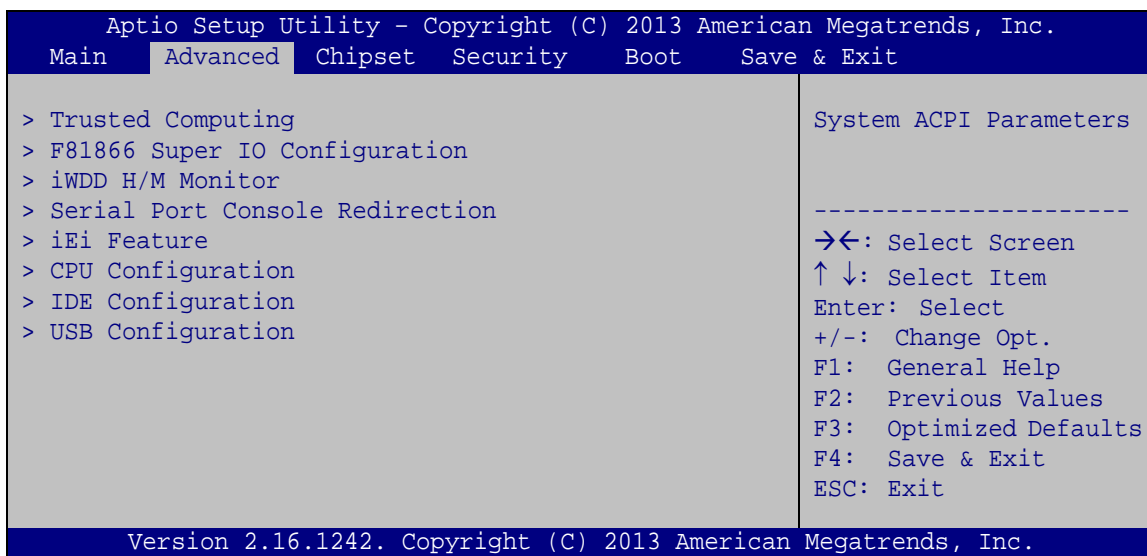 Aptio Setup Utility – Copyright (C) 2013 American Megatrends, Inc.
Main Advanced Chipset Security Boot Save & Exit
> Trusted Computing
> F81866 Super IO Configuration
> iWDD H/M Monitor
> Serial Port Console Redirection
> iEi Feature
> CPU Configuration
> IDE Configuration
> USB Configuration
System ACPI Parameters
----------------------
→←: Select Screen
↑ ↓: Select Item
Enter: Select
+/-: Change Opt.
F1: General Help
F2: Previous Values
F3: Optimized Defaults
F4: Save & Exit
ESC: Exit
Version 2.16.1242. Copyright (C) 2013 American Megatrends, Inc.